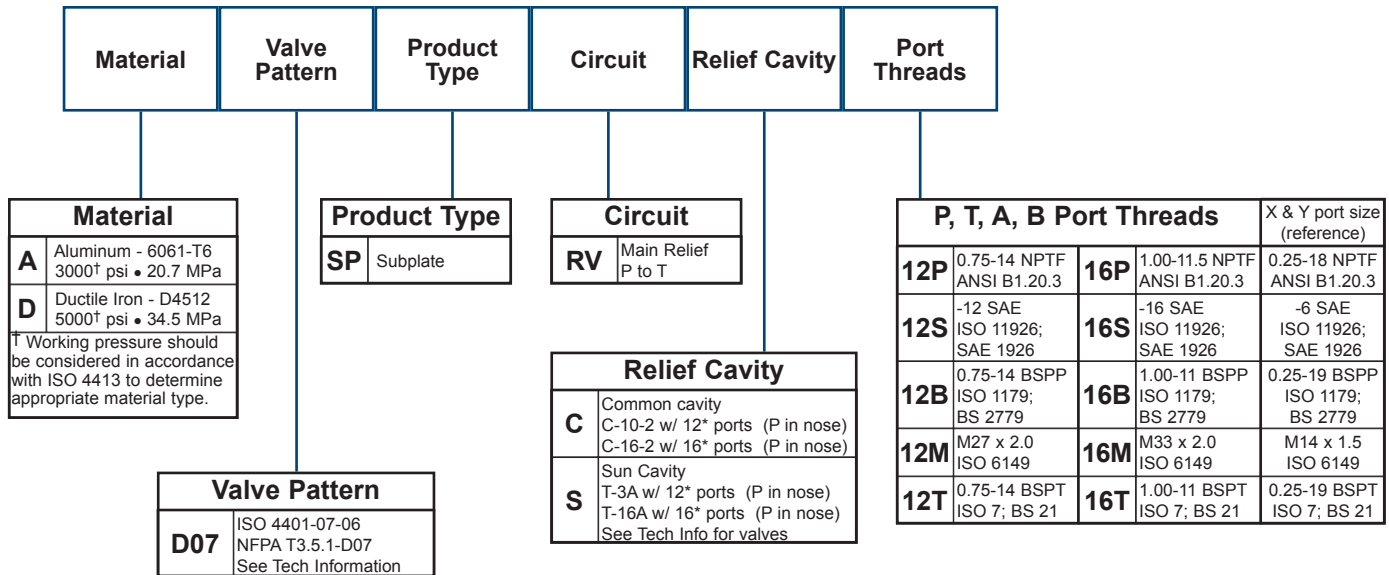 Material
Valve
Pattern
Product
Type
Circuit
Relief Cavity
Port
Threads
Material
A
Aluminum - 6061-T6
3000† psi • 20.7 MPa
D
Ductile Iron - D4512
5000† psi • 34.5 MPa
† Working pressure should
be considered in accordance
with ISO 4413 to determine
appropriate material type.
Valve Pattern
D07
ISO 4401-07-06
NFPA T3.5.1-D07
See Tech Information
Product Type
SP
Subplate
Circuit
RV
Main Relief
P to T
Relief Cavity
C
Common cavity
C-10-2 w/ 12* ports (P in nose)
C-16-2 w/ 16* ports (P in nose)
S
Sun Cavity
T-3A w/ 12* ports (P in nose)
T-16A w/ 16* ports (P in nose)
See Tech Info for valves
P, T, A, B Port Threads
X & Y port size
(reference)
12P
0.75-14 NPTF
ANSI B1.20.3
16P
1.00-11.5 NPTF
ANSI B1.20.3
0.25-18 NPTF
ANSI B1.20.3
12S
-12 SAE
ISO 11926;
SAE 1926
16S
-16 SAE
ISO 11926;
SAE 1926
-6 SAE
ISO 11926;
SAE 1926
12B
0.75-14 BSPP
ISO 1179;
BS 2779
16B
1.00-11 BSPP
ISO 1179;
BS 2779
0.25-19 BSPP
ISO 1179;
BS 2779
12M
M27 x 2.0
ISO 6149
16M
M33 x 2.0
ISO 6149
M14 x 1.5
ISO 6149
12T
0.75-14 BSPT
ISO 7; BS 21
16T
1.00-11 BSPT
ISO 7; BS 21
0.25-19 BSPT
ISO 7; BS 21